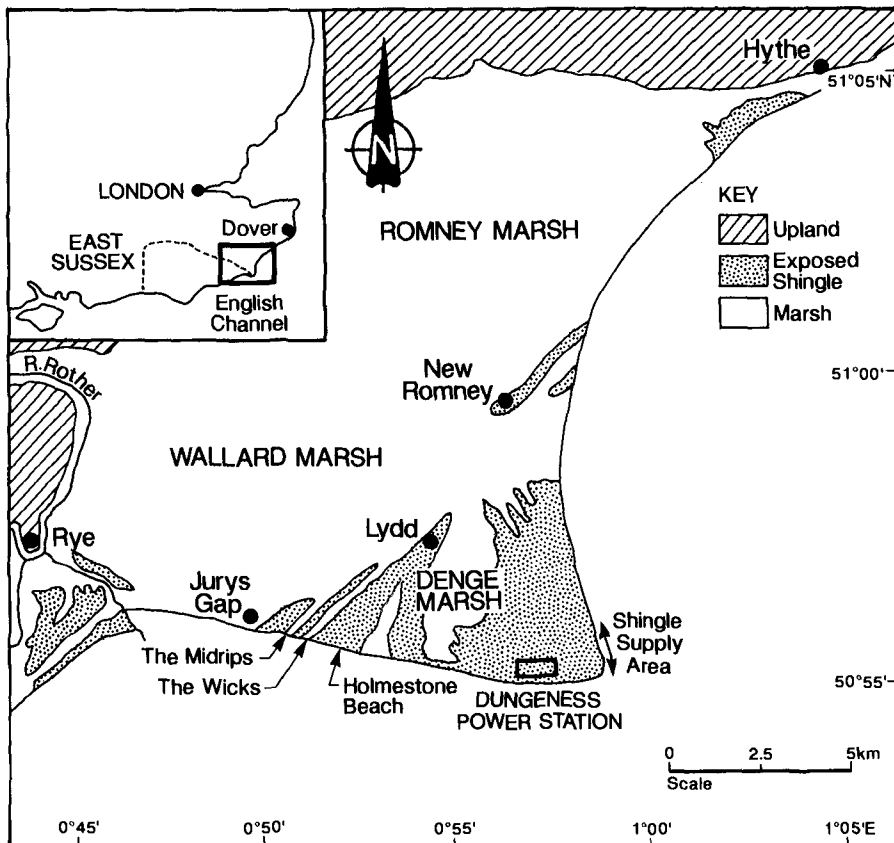 Hythe
51°05'N
N
LONDON
Dover
EAST
SUSSEX
English
Channel
ROMNEY MARSH
KEY
Upland
Exposed
Shingle
Marsh
R.Rother
New
Romney
51°00'
WALLARD MARSH
Rye
Lydd
Jurys
Gap
DENGE
MARSH
Shingle
Supply
Area
The Midrips
The Wicks
Holmestone
Beach
DUNGENESS
POWER STATION
50°55'
0 2.5 5km
Scale
0°45' 0°50' 0°55' 1°00' 1°05'E